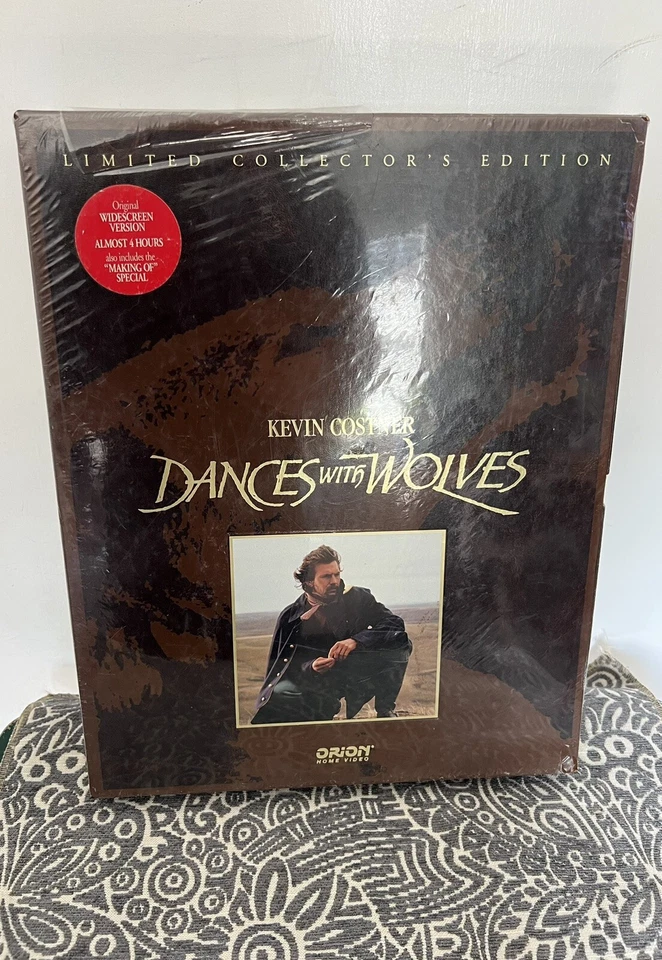 LIMITED COLLECTOR'S EDITION
Original
WIDESCREEN
VERSION
ALMOST 4 HOURS
also includes the
"MAKING OF"
SPECIAL
KEVIN COSTNER
DANCES WITH WOLVES
ORION
HOME VIDEO